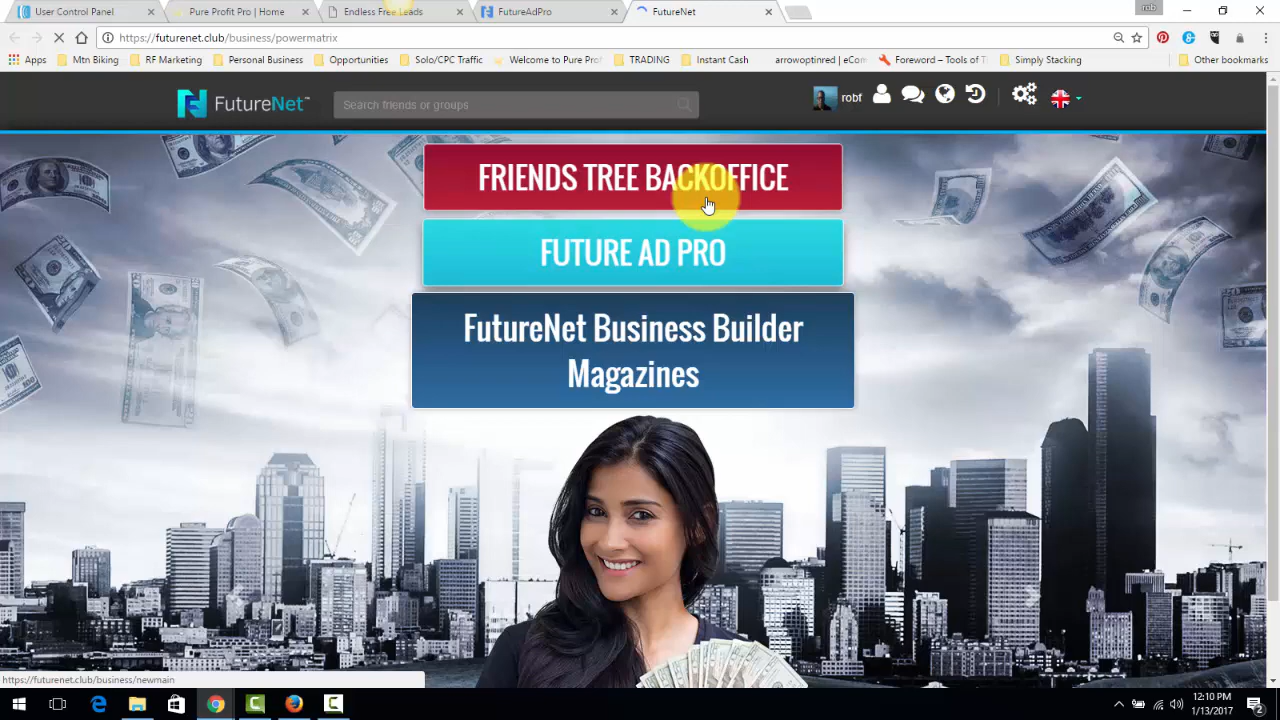 User Control Panel
Pure Profit Pro | Home
Endless Free Leads
FutureAdPro
FutureNet
rob
https://futurenet.club/business/powermatrix
Apps
Mtn Biking
RF Marketing
Personal Business
Opportunities
Solo/CPC Traffic
Welcome to Pure Prof
TRADING
Instant Cash
arrowoptinred | eCom
Foreword – Tools of T
Simply Stacking
Other bookmarks
FutureNet™
Search friends or groups
robf
FRIENDS TREE BACKOFFICE
FUTURE AD PRO
FutureNet Business Builder
Magazines
https://futurenet.club/business/newmain
12:10 PM
1/13/2017
2